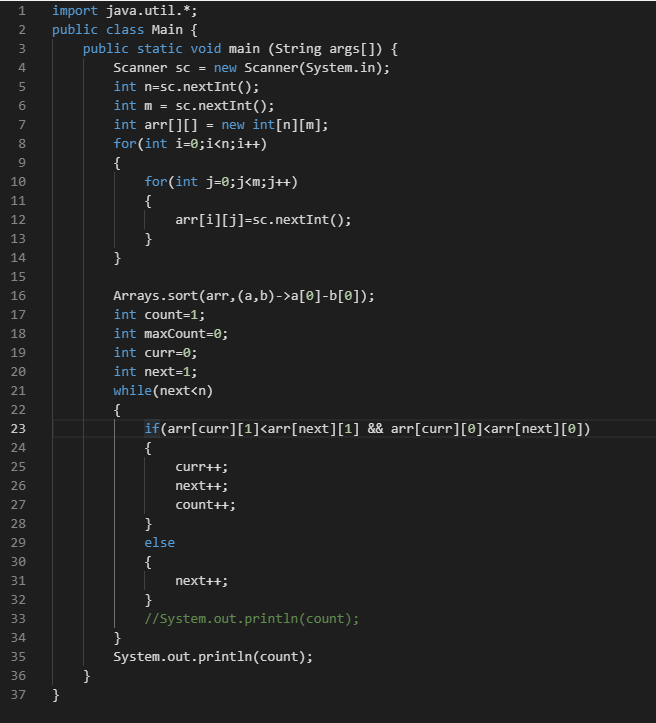 1 import java.util.*;
2 public class Main {
3     public static void main (String args[]) {
4         Scanner sc = new Scanner(System.in);
5         int n=sc.nextInt();
6         int m = sc.nextInt();
7         int arr[][] = new int[n][m];
8         for(int i=0;i<n;i++)
9         {
10             for(int j=0;j<m;j++)
11             {
12                 arr[i][j]=sc.nextInt();
13             }
14         }
15
16         Arrays.sort(arr,(a,b)->a[0]-b[0]);
17         int count=1;
18         int maxCount=0;
19         int curr=0;
20         int next=1;
21         while(next<n)
22         {
23             if(arr[curr][1]<arr[next][1] && arr[curr][0]<arr[next][0])
24             {
25                 curr++;
26                 next++;
27                 count++;
28             }
29             else
30             {
31                 next++;
32             }
33             //System.out.println(count);
34         }
35         System.out.println(count);
36     }
37 }